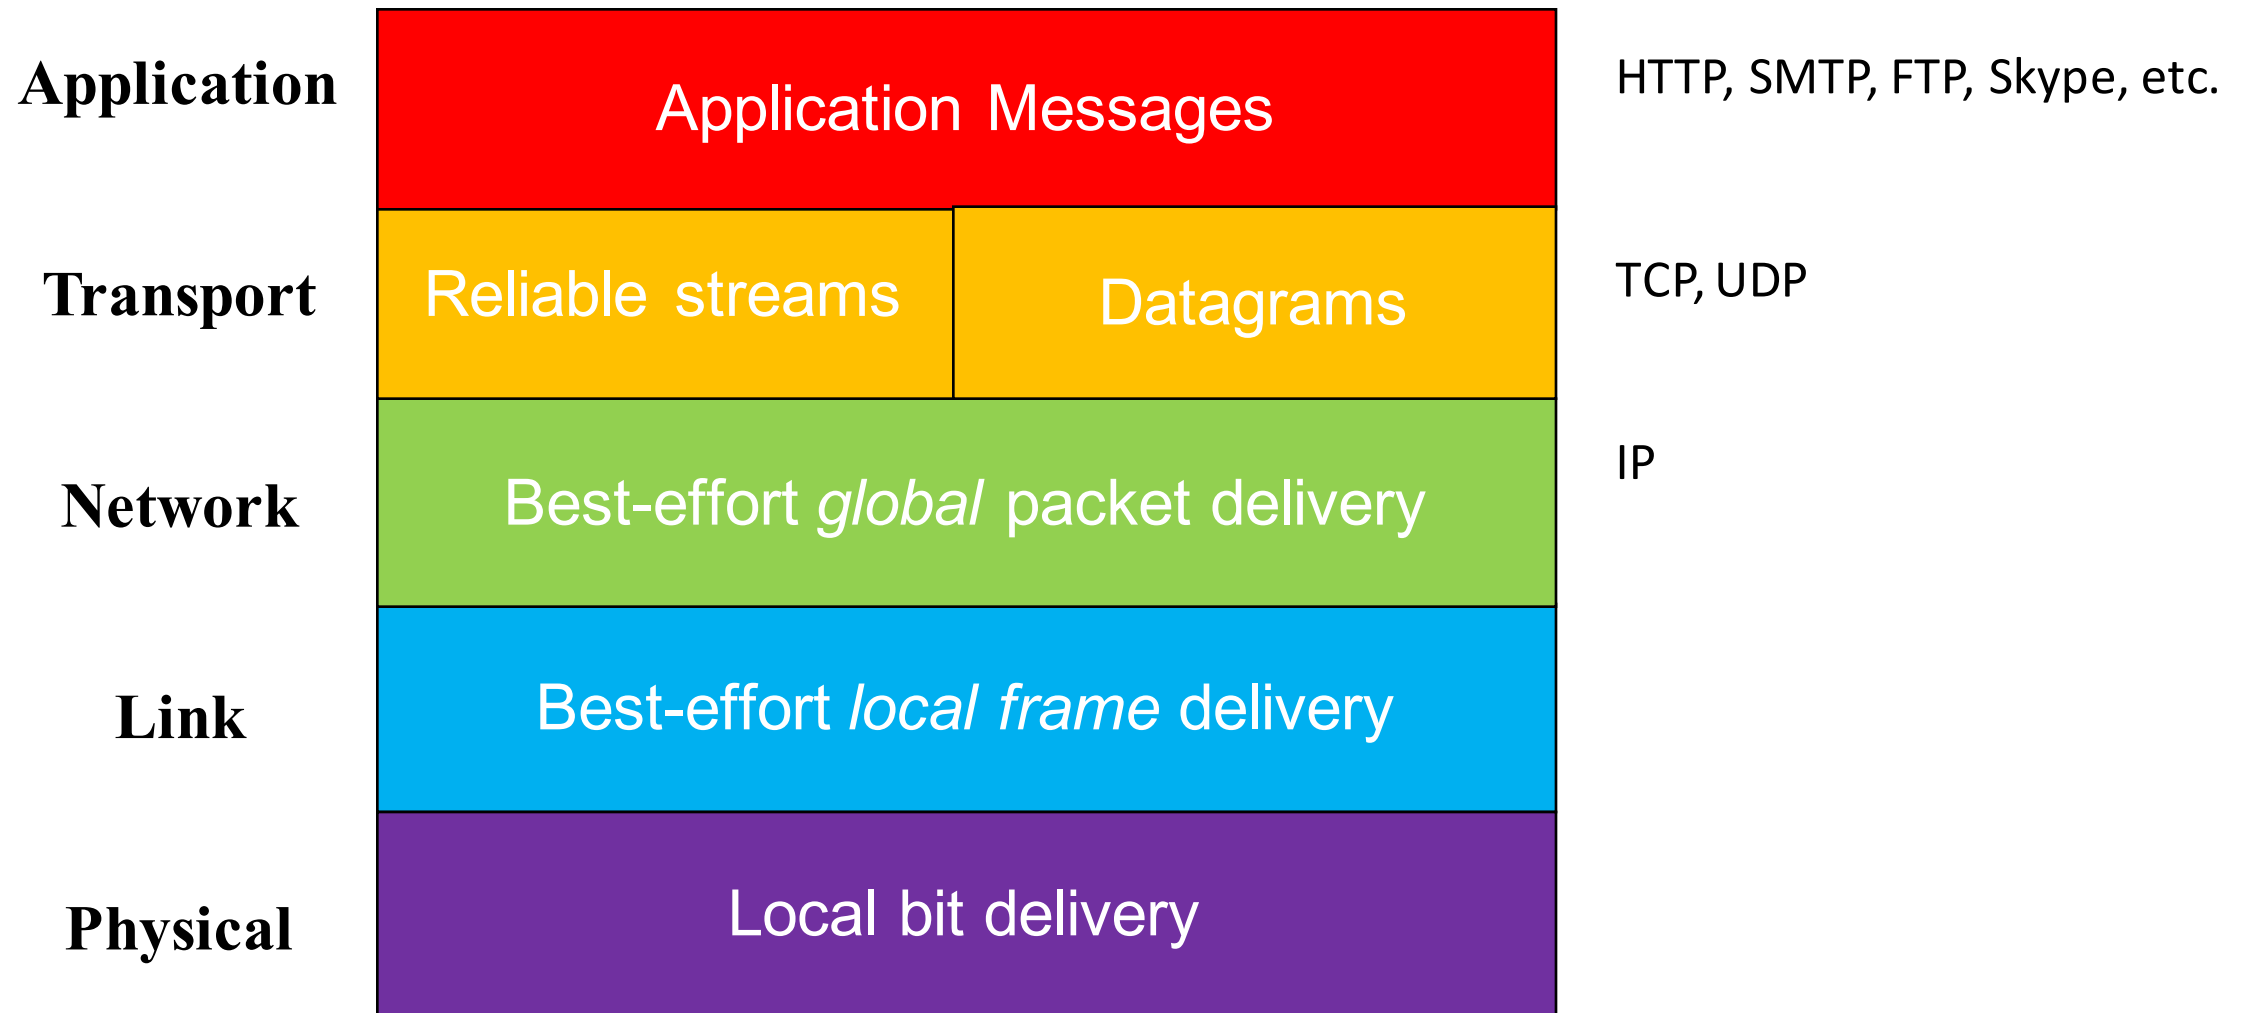 Application
Application Messages
HTTP, SMTP, FTP, Skype, etc.
Transport
Reliable streams
Datagrams
TCP, UDP
Network
Best-effort global packet delivery
IP
Link
Best-effort local frame delivery
Physical
Local bit delivery